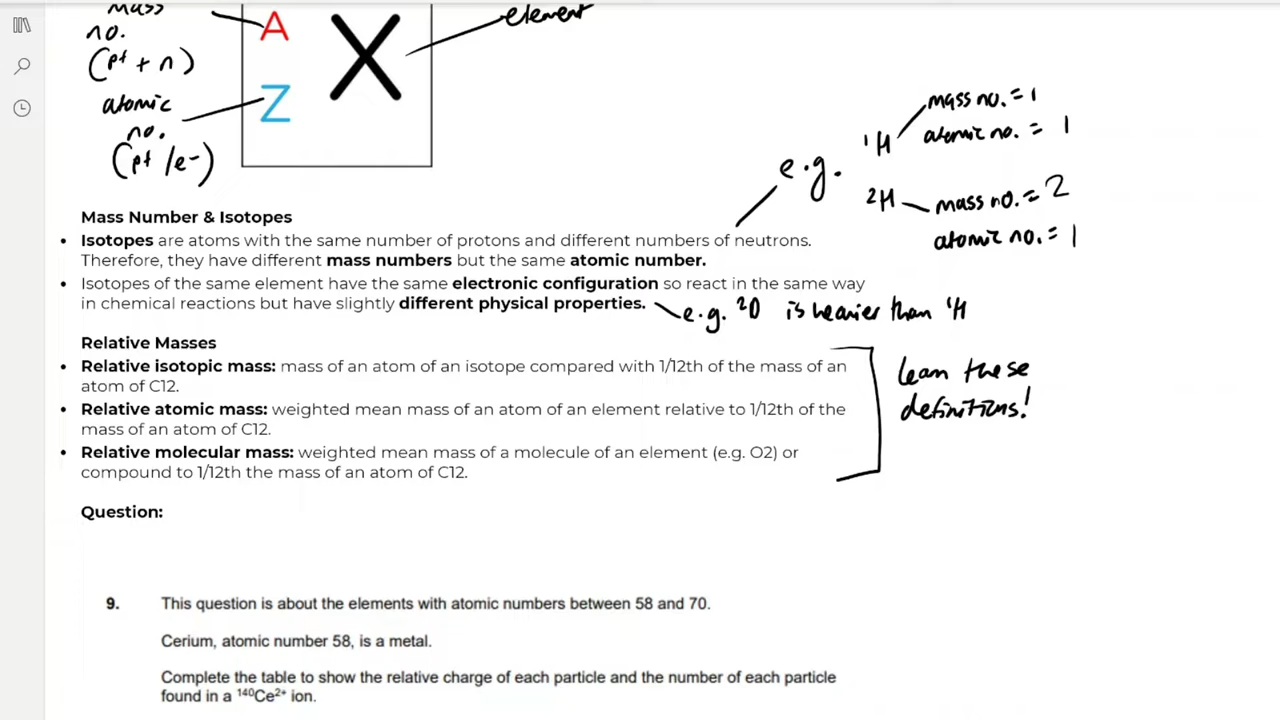 mass
no.
(p+ + n)
A
X
element
atomic
no.
(p+ /e-)
Z
e.g.
¹H
mass no. = 1
atomic no. = 1
²H
mass no. = 2
atomic no. = 1
Mass Number & Isotopes
• Isotopes are atoms with the same number of protons and different numbers of neutrons.
Therefore, they have different mass numbers but the same atomic number.
• Isotopes of the same element have the same electronic configuration so react in the same way
in chemical reactions but have slightly different physical properties.
e.g. ²D is heavier than ¹H
Relative Masses
• Relative isotopic mass: mass of an atom of an isotope compared with 1/12th of the mass of an
atom of C12.
• Relative atomic mass: weighted mean mass of an atom of an element relative to 1/12th of the
mass of an atom of C12.
• Relative molecular mass: weighted mean mass of a molecule of an element (e.g. O2) or
compound to 1/12th the mass of an atom of C12.
learn these
definitions!
Question:
9. This question is about the elements with atomic numbers between 58 and 70.
Cerium, atomic number 58, is a metal.
Complete the table to show the relative charge of each particle and the number of each particle
found in a ¹⁴⁰Ce²⁺ ion.